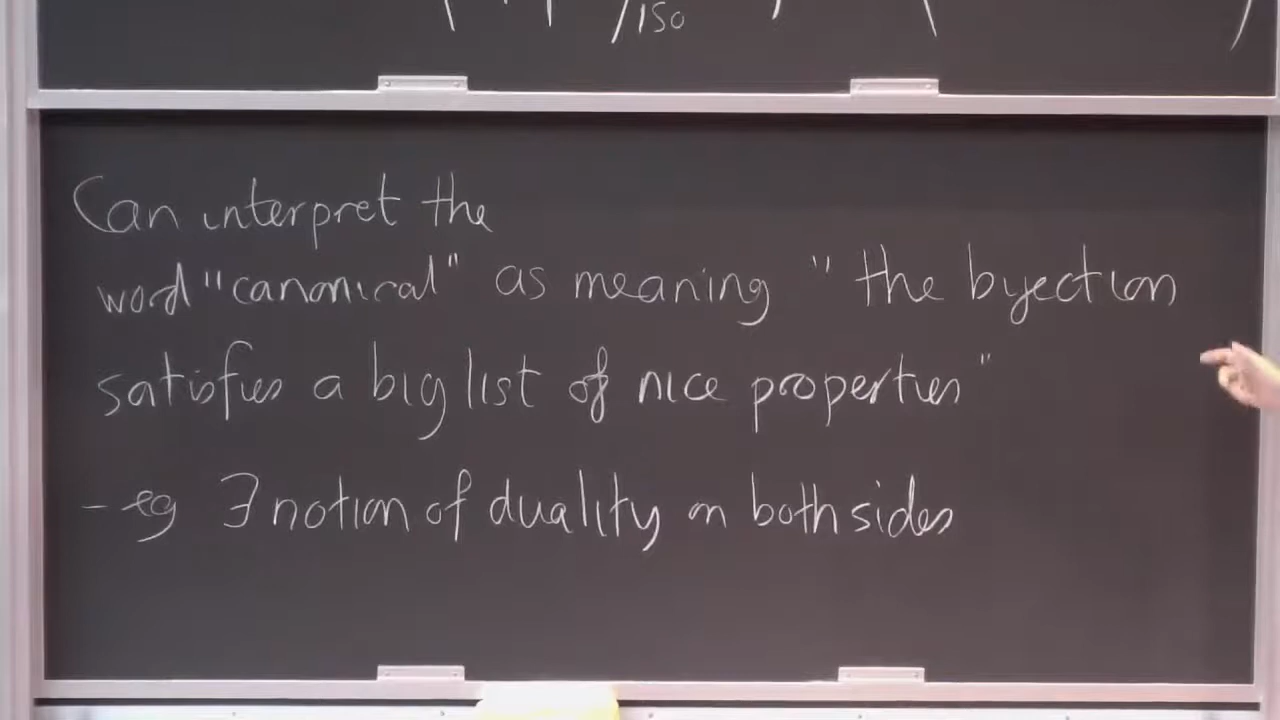 /iso
Can interpret the
word "canonical" as meaning "the bijection
satisfies a big list of nice properties"
- eg ∃ notion of duality on both sides